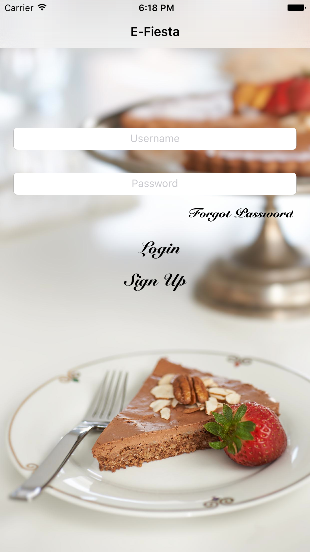 Carrier 6:18 PM
E-Fiesta
Username
Password
Forgot Password
Login
Sign Up